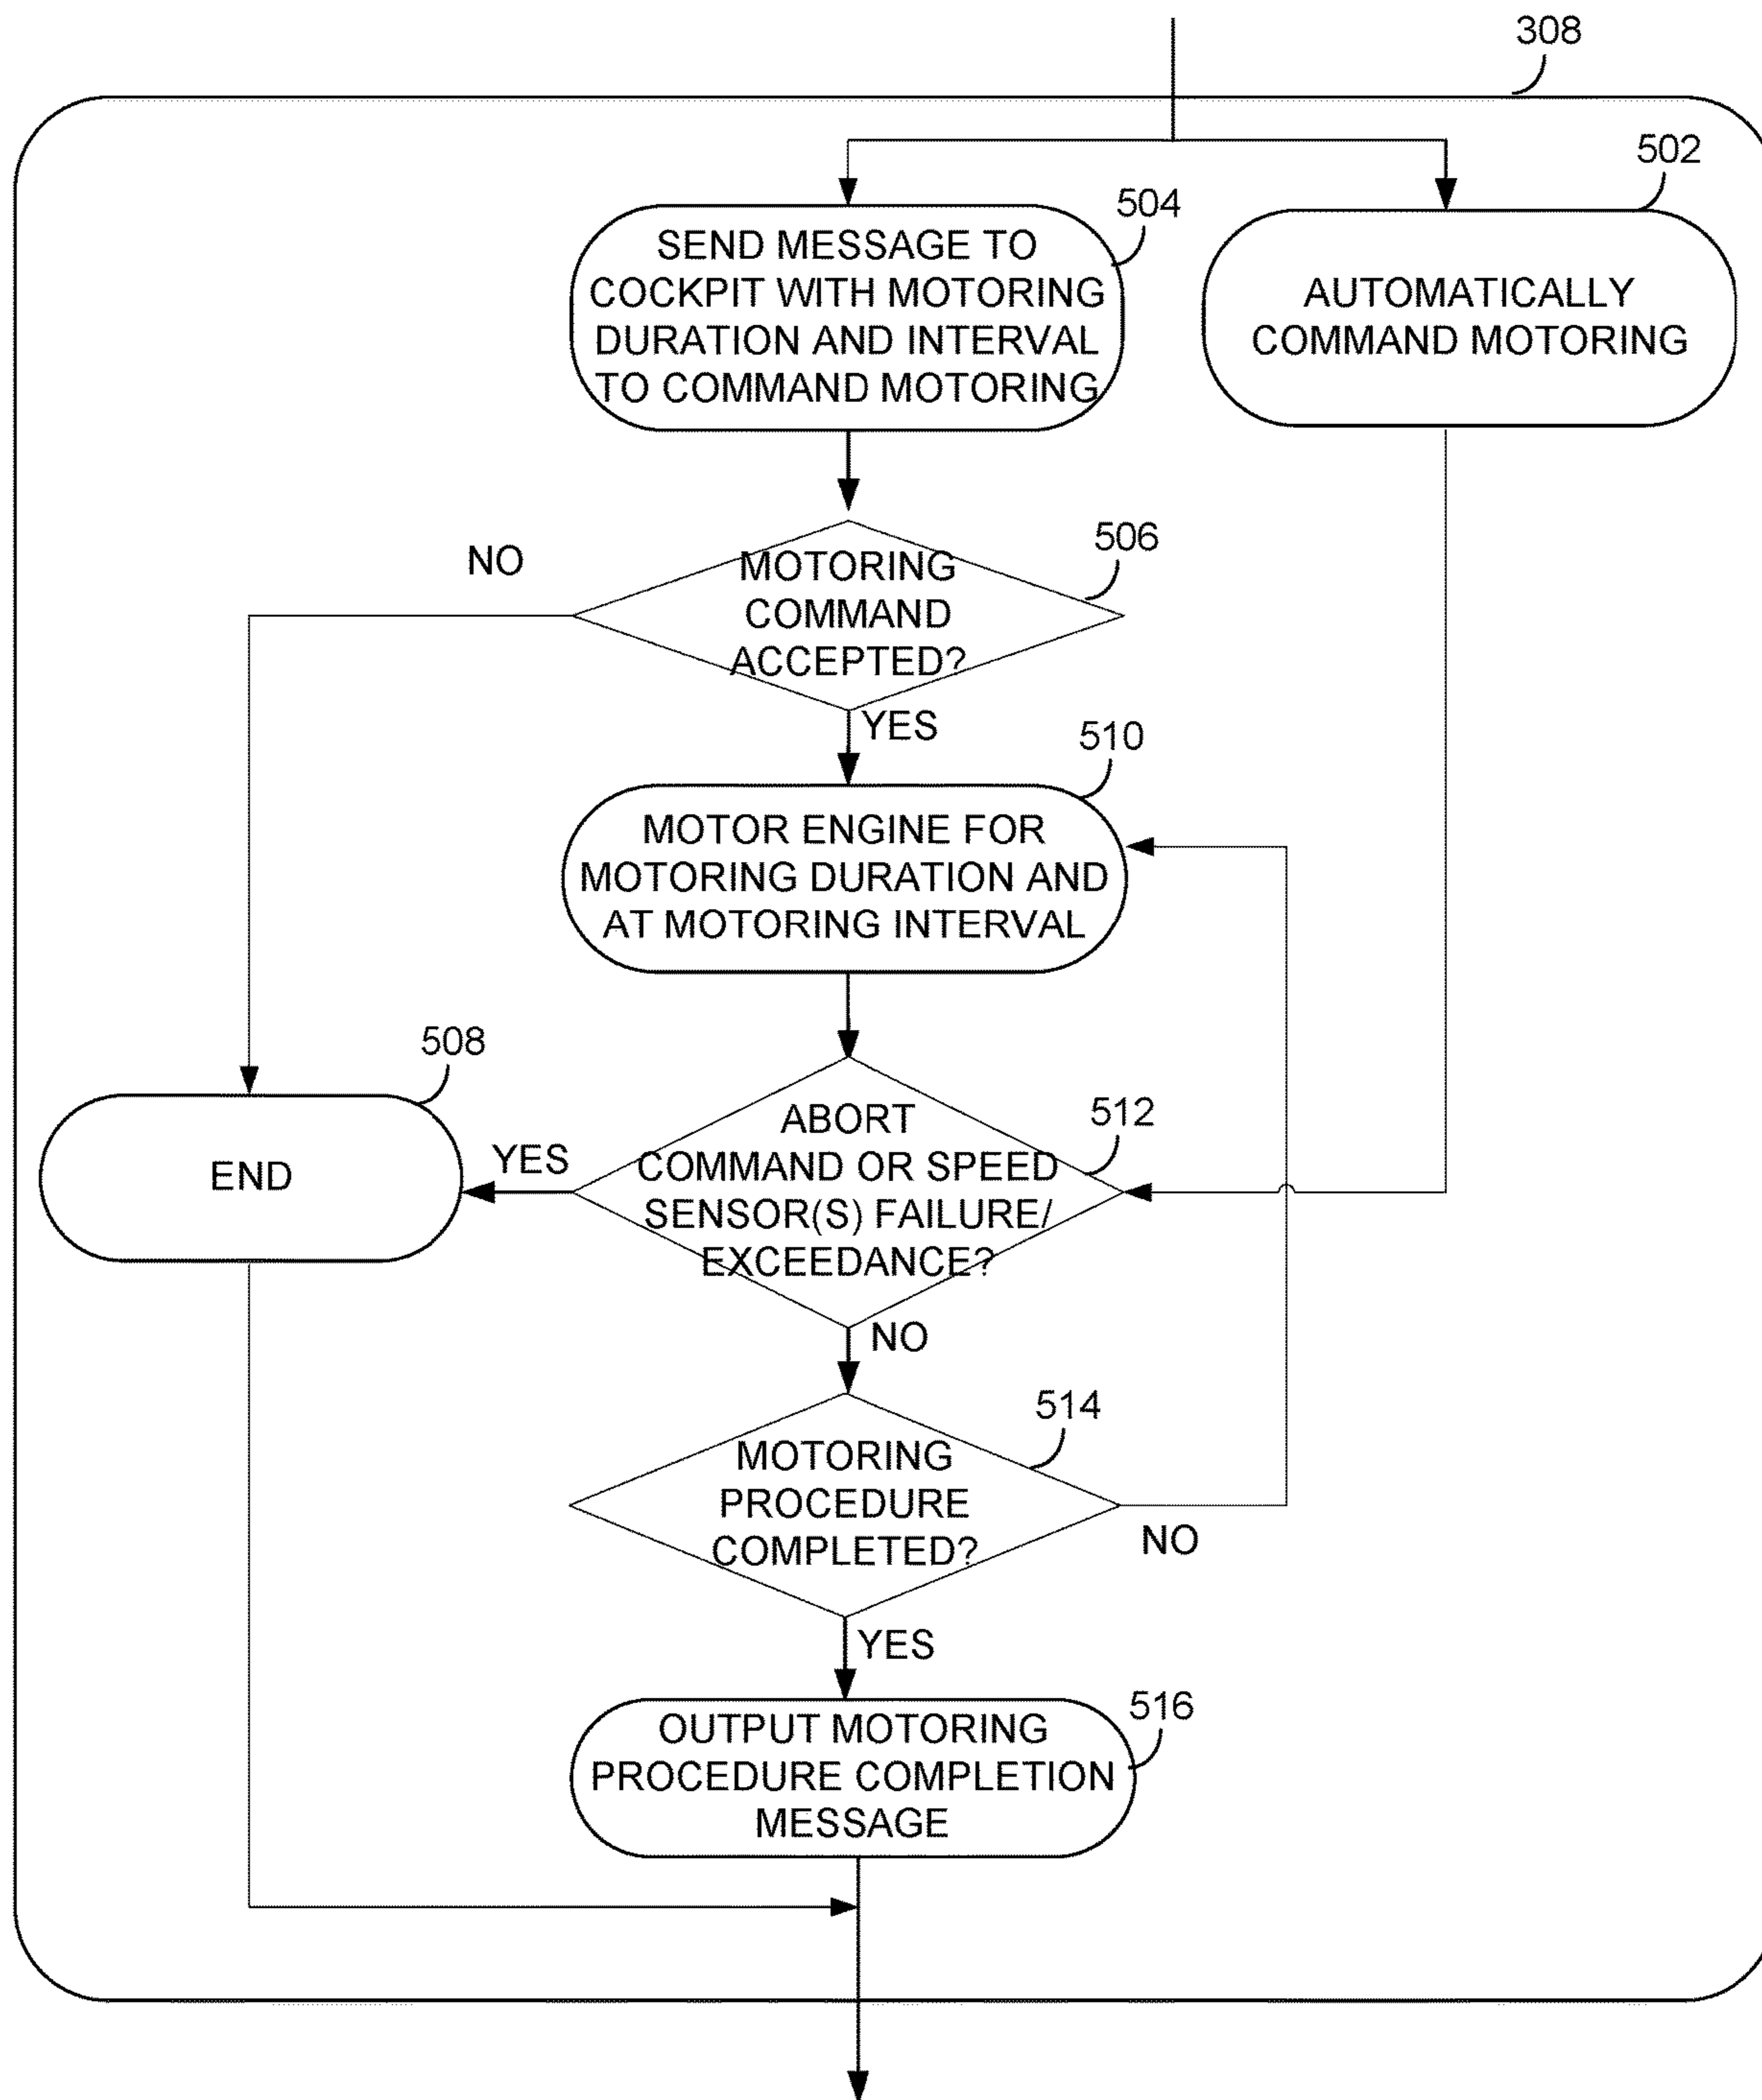 308
502
504
SEND MESSAGE TO
COCKPIT WITH MOTORING
DURATION AND INTERVAL
TO COMMAND MOTORING
AUTOMATICALLY
COMMAND MOTORING
506
NO
MOTORING
COMMAND
ACCEPTED?
YES
510
MOTOR ENGINE FOR
MOTORING DURATION AND
AT MOTORING INTERVAL
508
END
512
YES
ABORT
COMMAND OR SPEED
SENSOR(S) FAILURE/
EXCEEDANCE?
NO
514
MOTORING
PROCEDURE
COMPLETED?
NO
YES
516
OUTPUT MOTORING
PROCEDURE COMPLETION
MESSAGE